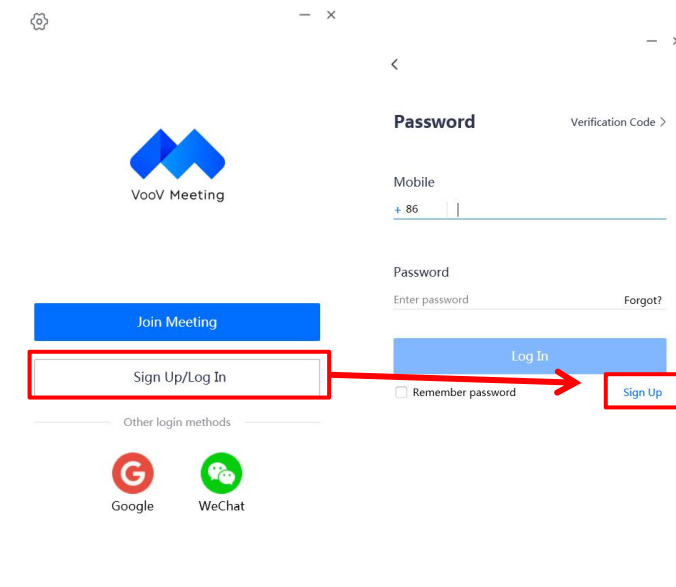 VooV Meeting
Join Meeting
Sign Up/Log In
Other login methods
Google
WeChat
Password
Verification Code >
Mobile
+ 86
Password
Enter password
Forgot?
Log In
Remember password
Sign Up